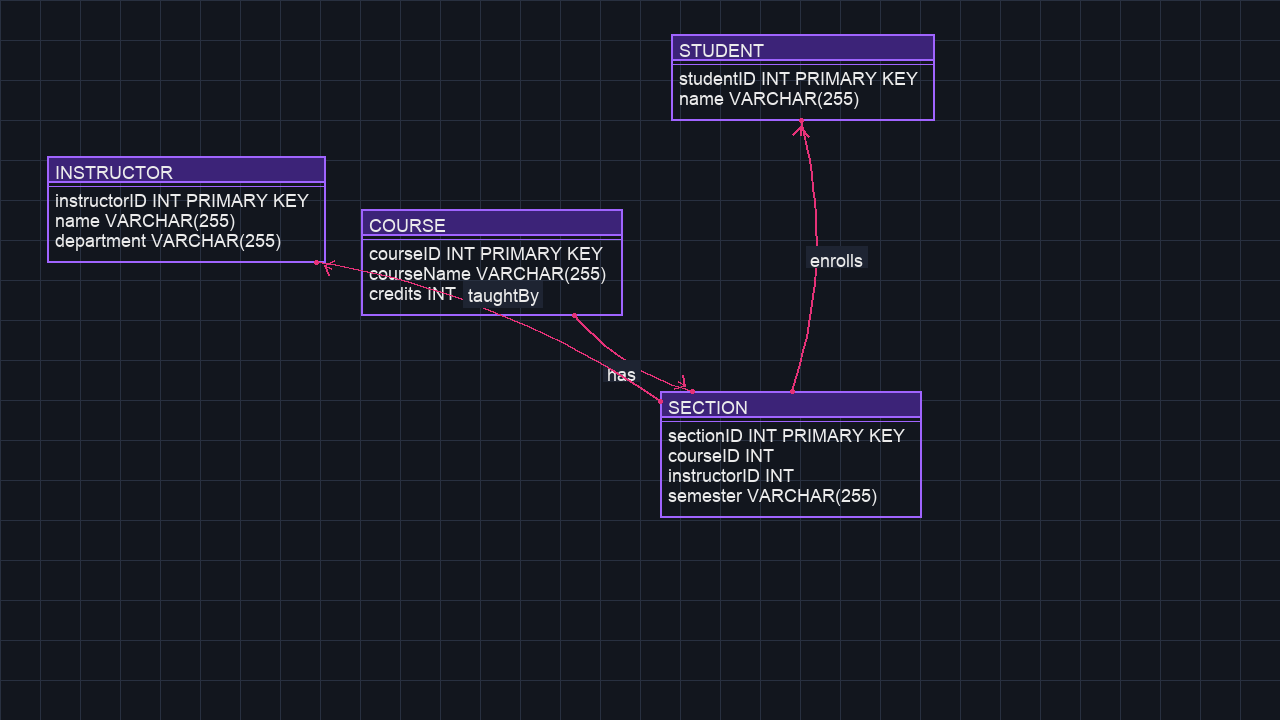 STUDENT
studentID INT PRIMARY KEY
name VARCHAR(255)
INSTRUCTOR
instructorID INT PRIMARY KEY
name VARCHAR(255)
department VARCHAR(255)
COURSE
courseID INT PRIMARY KEY
courseName VARCHAR(255)
credits INT
taughtBy
enrolls
has
SECTION
sectionID INT PRIMARY KEY
courseID INT
instructorID INT
semester VARCHAR(255)